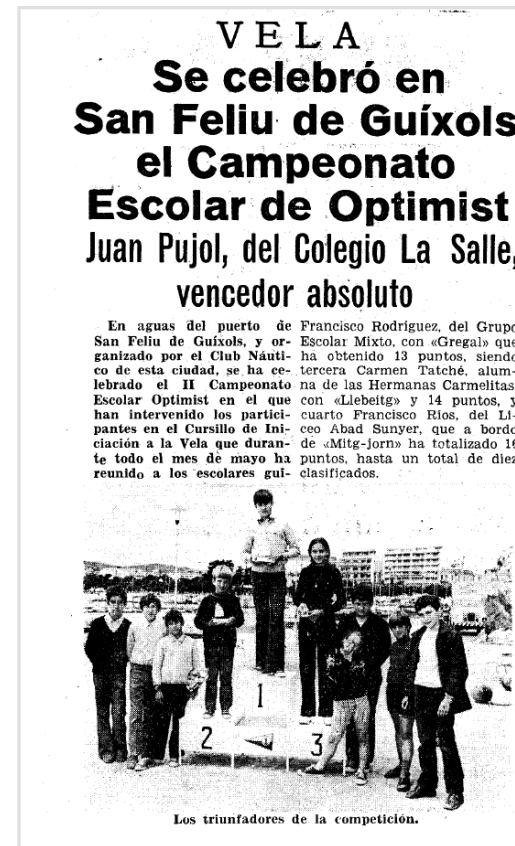 VELA
Se celebró en
San Feliu de Guíxols
el Campeonato
Escolar de Optimist
Juan Pujol, del Colegio La Salle,
vencedor absoluto
En aguas del puerto de
San Feliu de Guíxols, y or-
ganizado por el Club Náuti-
co de esta ciudad, se ha ce-
lebrado el II Campeonato
Escolar Optimist en el que
han intervenido los partici-
pantes en el Cursillo de Ini-
ciación a la Vela que duran-
te todo el mes de mayo ha
reunido a los escolares gui-
Francisco Rodríguez, del Grupo
Escolar Mixto, con «Gregal» que
ha obtenido 13 puntos, siendo
tercera Carmen Tatché, alum-
na de las Hermanas Carmelitas
con «Llebeitg» y 14 puntos, y
cuarto Francisco Rios, del Li-
ceo Abad Sunyer, que a bordo
de «Mitg-jorn» ha totalizado 16
puntos, hasta un total de diez
clasificados.
1
2
3
Los triunfadores de la competición.